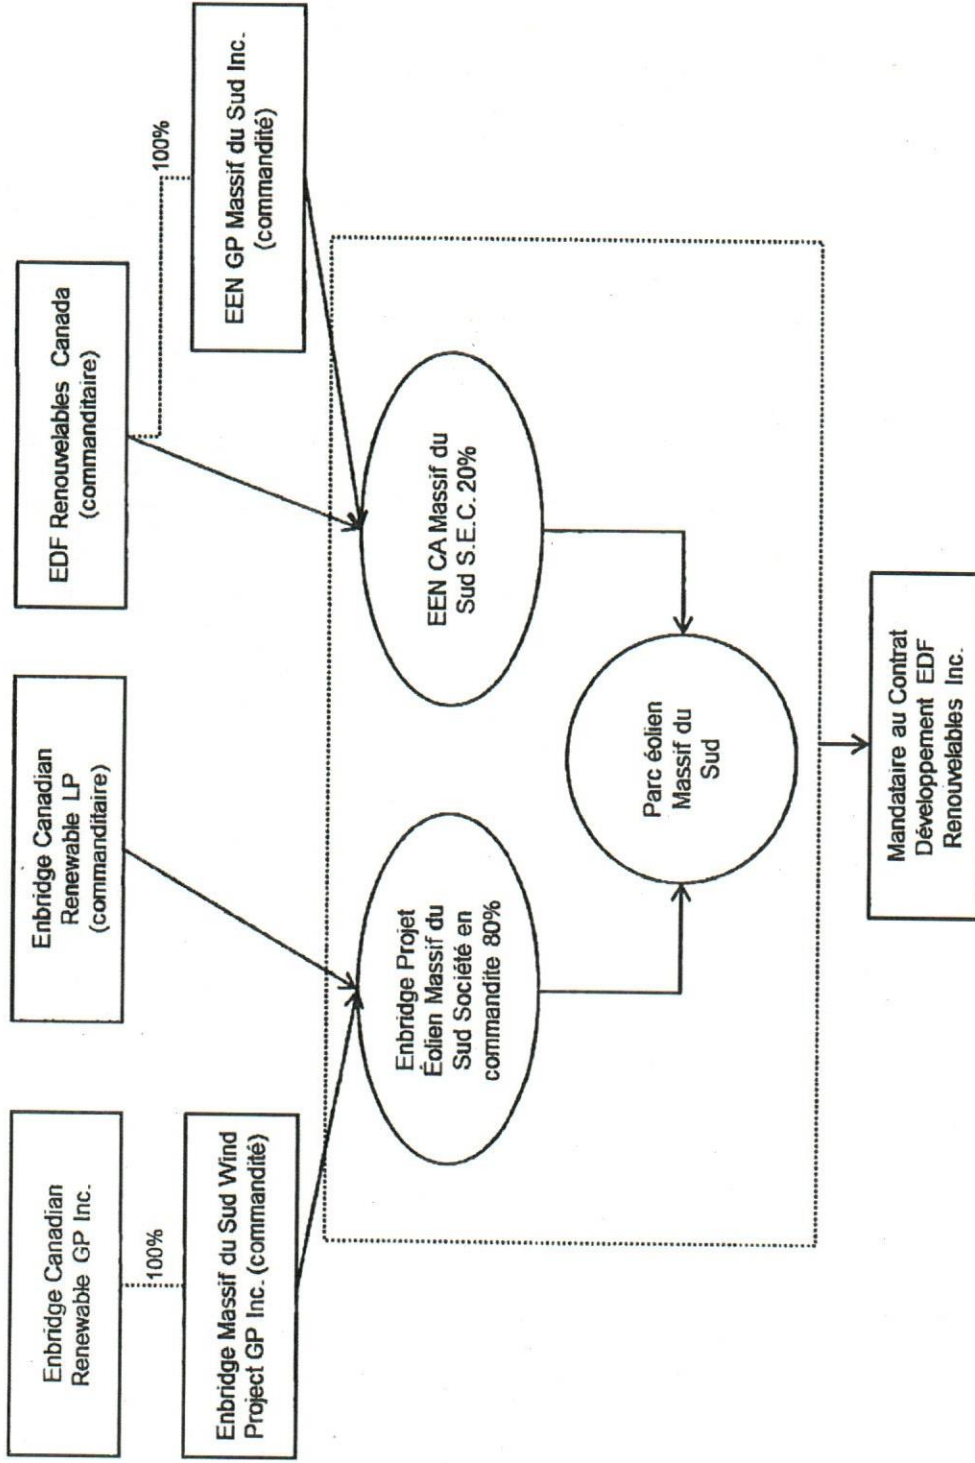 Enbridge Canadian
Renewable GP Inc.
Enbridge Canadian
Renewable LP
(commanditaire)
EDF Renouvelables Canada
(commanditaire)
100%
100%
Enbridge Massif du Sud Wind
Project GP Inc. (commandité)
EEN GP Massif du Sud Inc.
(commandité)
Enbridge Projet
Éolien Massif du
Sud Société en
commandite 80%
EEN CA Massif du
Sud S.E.C. 20%
Parc éolien
Massif du
Sud
Mandataire au Contrat
Développement EDF
Renouvelables Inc.